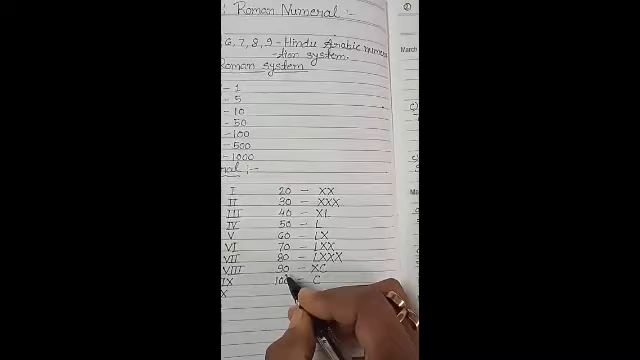 : Roman Numeral :-
6, 7, 8, 9 - Hindu Arabic numera
-tion system.
Roman system
- 1
- 5
- 10
- 50
- 100
- 500
- 1000
:-
I 20 - XX
II 30 - XXX
III 40 - XL
IV 50 - L
V 60 - LX
VI 70 - LXX
VII 80 - LXXX
VIII 90 - XC
IX 100 - C
X
March